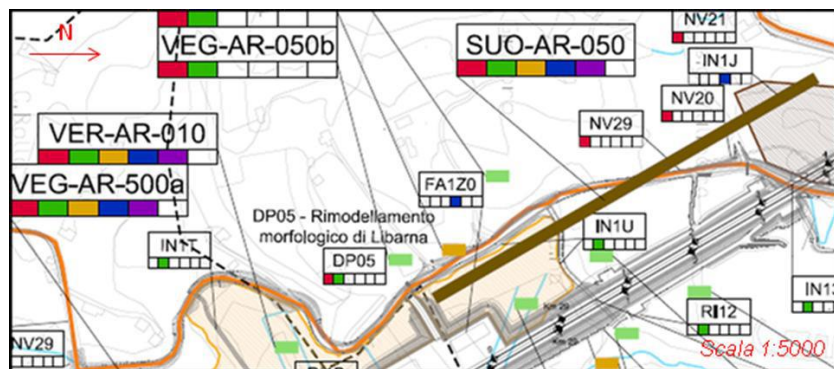 N
VEG-AR-050b
SUO-AR-050
NV21
IN1J
NV20
NV29
VER-AR-010
VEG-AR-500a
FA1Z0
DP05 - Rimodellamento
morfologico di Libarna
IN1T
DP05
IN1U
IN13
RI12
NV29
Scala 1:5000